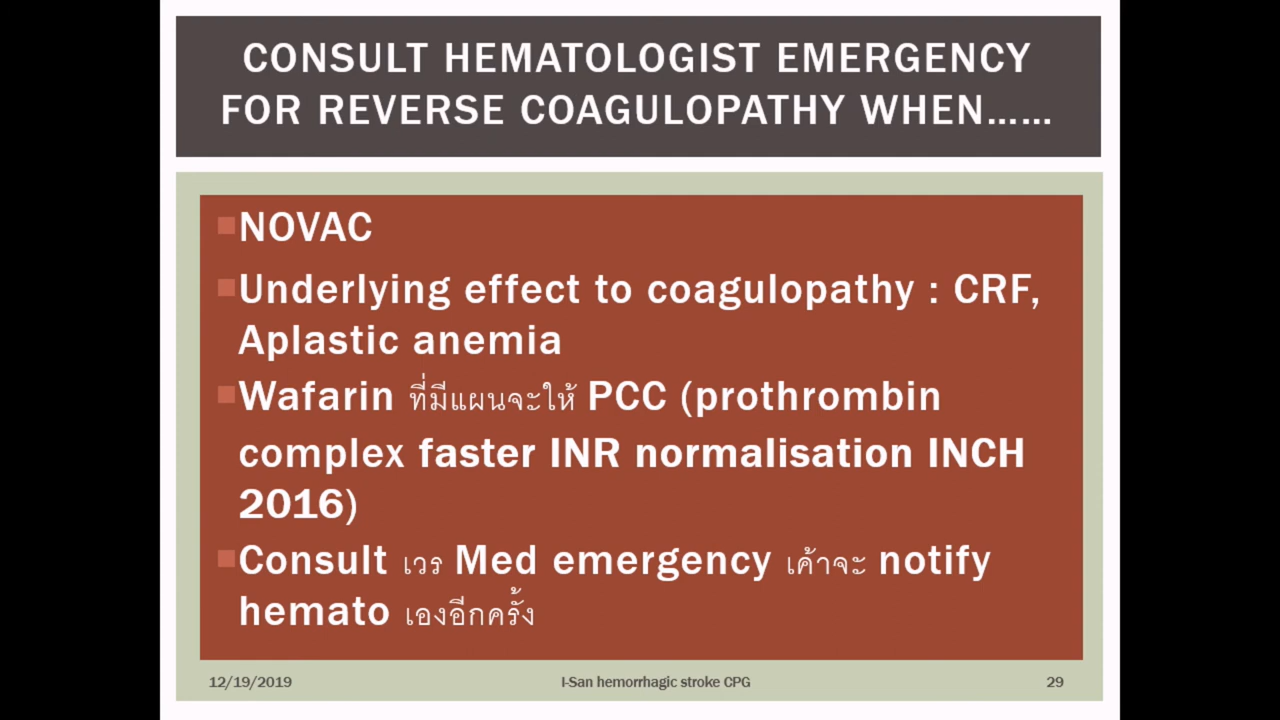 CONSULT HEMATOLOGIST EMERGENCY
FOR REVERSE COAGULOPATHY WHEN……
NOVAC
Underlying effect to coagulopathy : CRF,
Aplastic anemia
Wafarin ที่มีแผนจะให้ PCC (prothrombin
complex faster INR normalisation INCH
2016)
Consult เวร Med emergency เค้าจะ notify
hemato เองอีกครั้ง
12/19/2019 I-San hemorrhagic stroke CPG 29